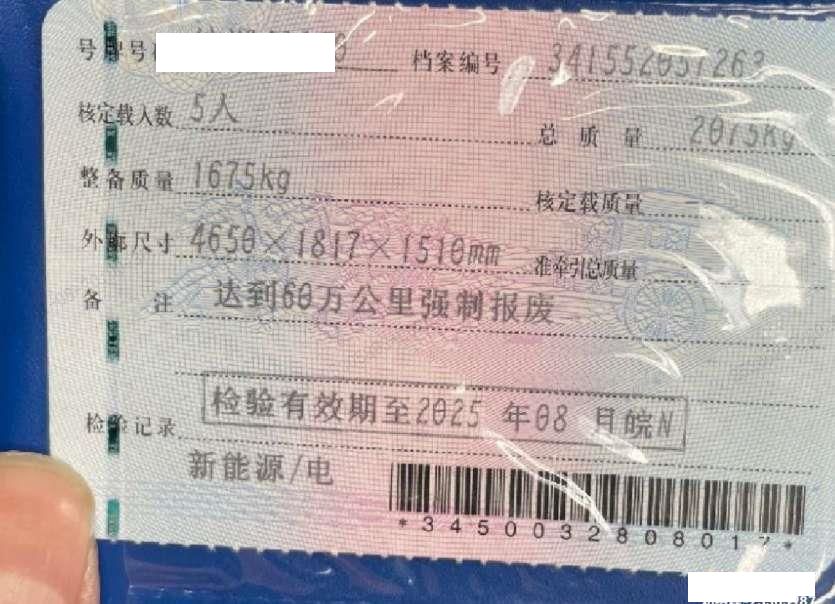 号牌号码
档案编号 341552057263
核定载人数 5人
总质量 2075kg
整备质量 1675kg
核定载质量
外廓尺寸 4650×1817×1510mm
准牵引总质量
备注 达到60万公里强制报废
检验记录 检验有效期至2025年08月皖N
新能源/电
*3450032808017*